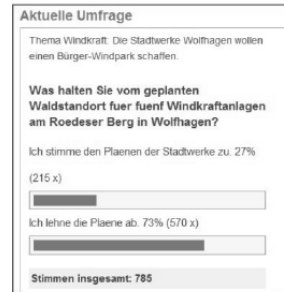 Aktuelle Umfrage
Thema Windkraft: Die Stadtwerke Wolfhagen wollen
einen Bürger-Windpark schaffen.
Was halten Sie vom geplanten
Waldstandort fuer fuenf Windkraftanlagen
am Roedeser Berg in Wolfhagen?
Ich stimme den Plaenen der Stadtwerke zu. 27%
(215 x)
Ich lehne die Plaene ab. 73% (570 x)
Stimmen insgesamt: 785